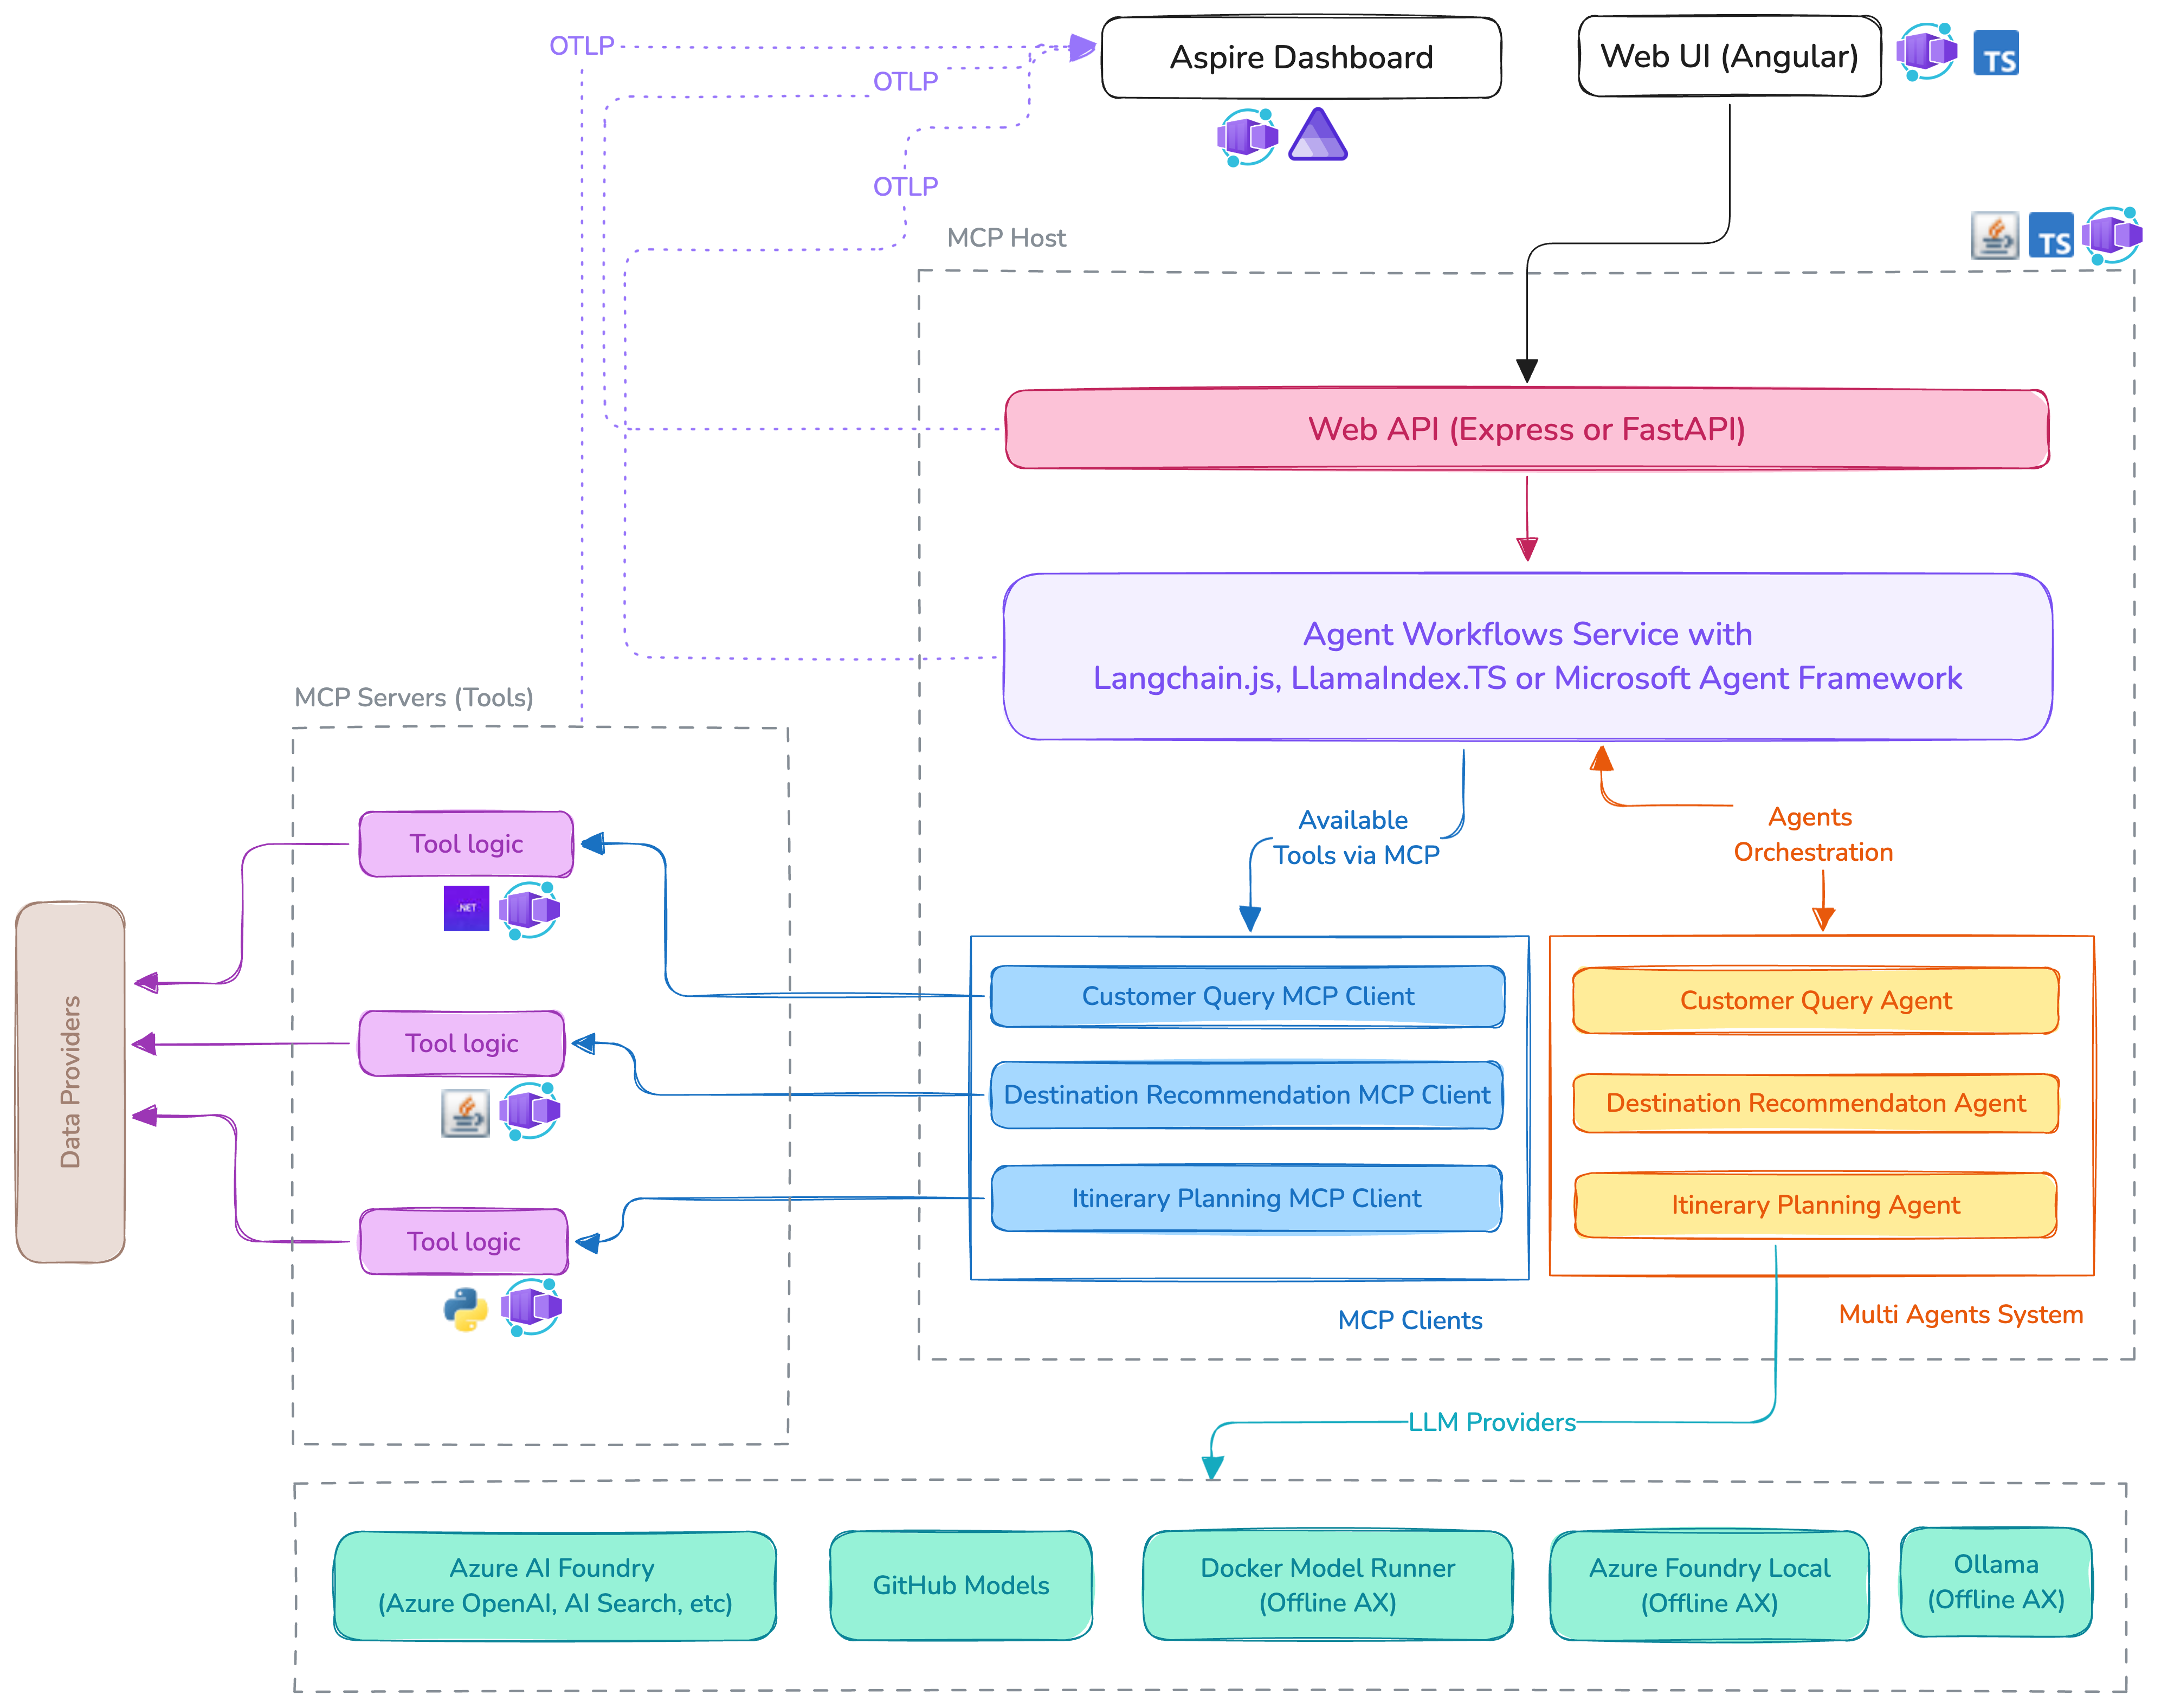 OTLP
Aspire Dashboard
Web UI (Angular)
TS
OTLP
OTLP
MCP Host
TS
Web API (Express or FastAPI)
Agent Workflows Service with
Langchain.js, LlamaIndex.TS or Microsoft Agent Framework
MCP Servers (Tools)
Available
Tools via MCP
Agents
Orchestration
Tool logic
.NET
Tool logic
Tool logic
Data Providers
Customer Query MCP Client
Destination Recommendation MCP Client
Itinerary Planning MCP Client
MCP Clients
Customer Query Agent
Destination Recommendaton Agent
Itinerary Planning Agent
Multi Agents System
LLM Providers
Azure AI Foundry
(Azure OpenAI, AI Search, etc)
GitHub Models
Docker Model Runner
(Offline AX)
Azure Foundry Local
(Offline AX)
Ollama
(Offline AX)